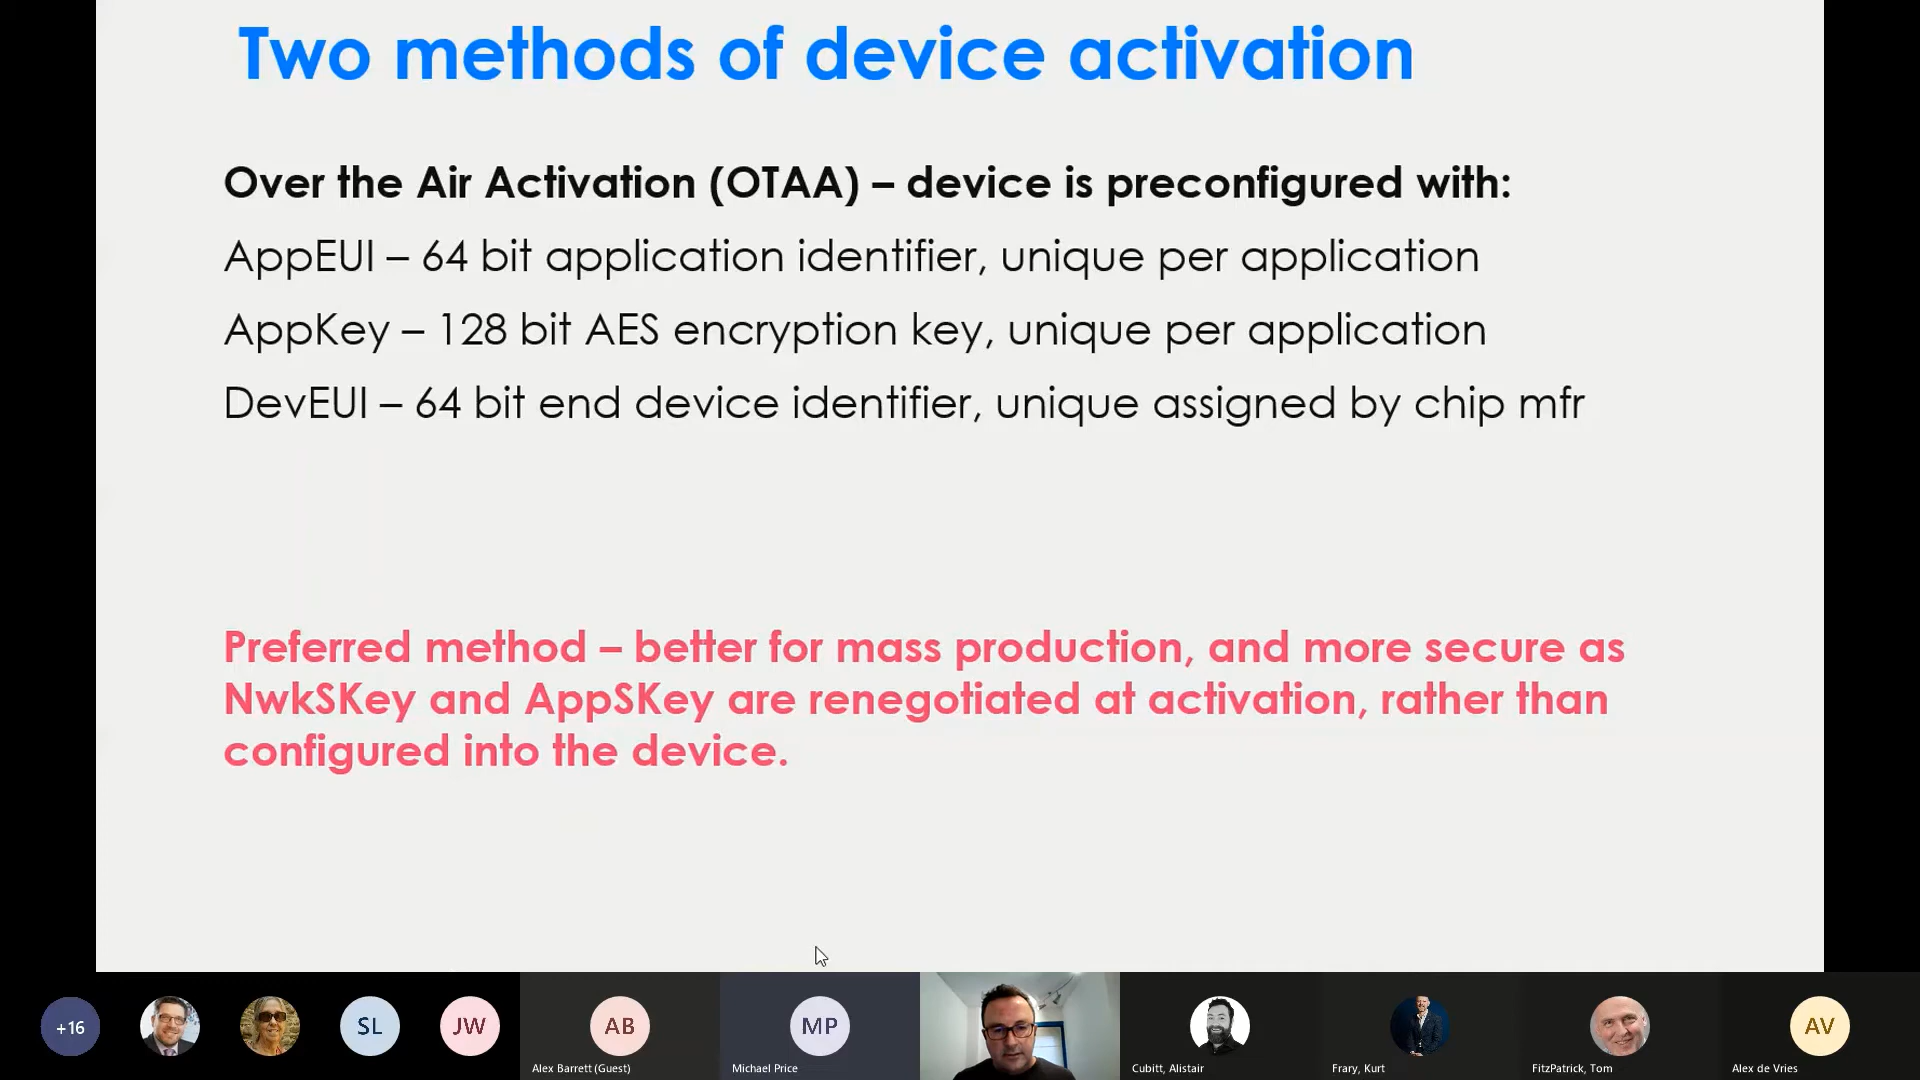 Two methods of device activation
Over the Air Activation (OTAA) – device is preconfigured with:
AppEUI – 64 bit application identifier, unique per application
AppKey – 128 bit AES encryption key, unique per application
DevEUI – 64 bit end device identifier, unique assigned by chip mfr
Preferred method – better for mass production, and more secure as
NwkSKey and AppSKey are renegotiated at activation, rather than
configured into the device.
+16
SL
JW
AB
MP
AV
Alex Barrett (Guest)
Michael Price
Cubitt, Alistair
Frary, Kurt
FitzPatrick, Tom
Alex de Vries